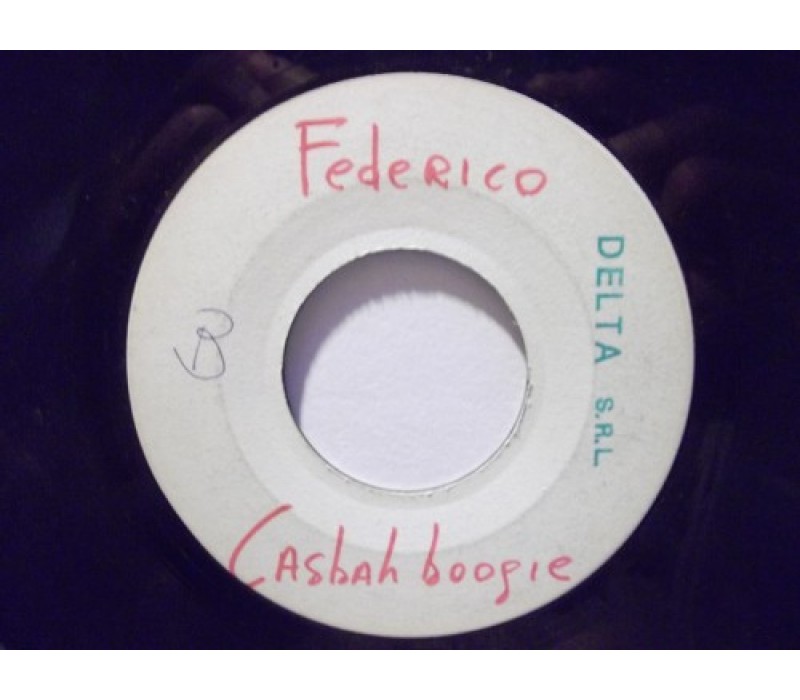 Federico
DELTA S.R.L
B
Casbah boogie